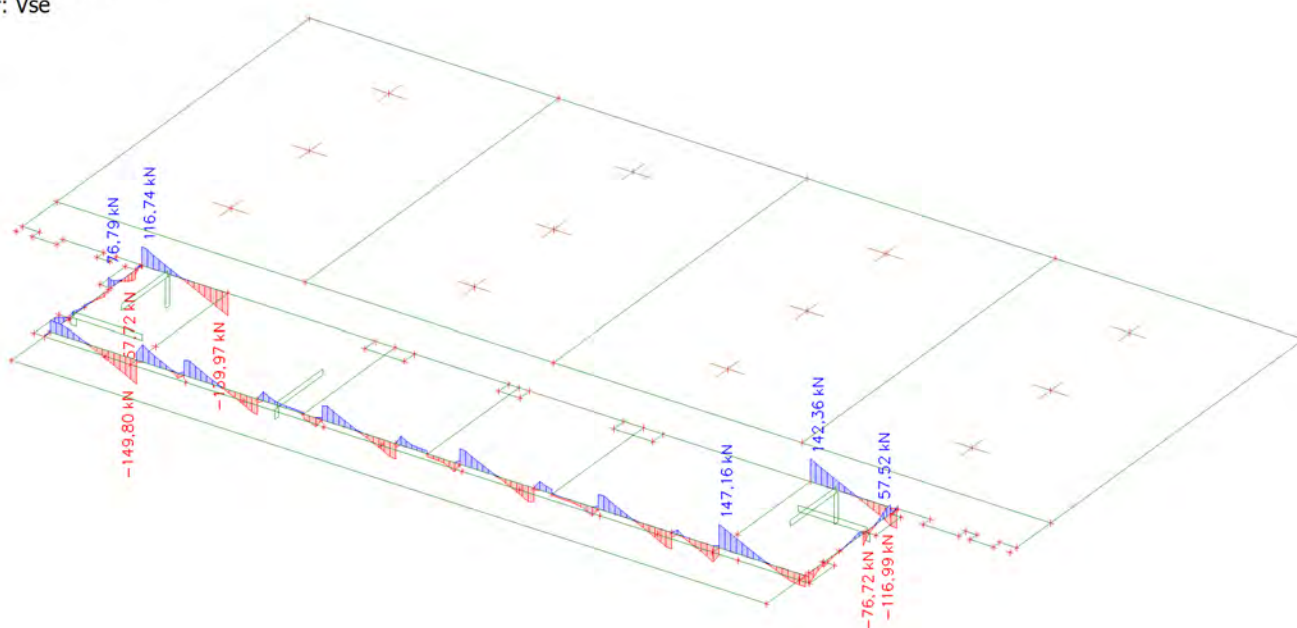 : Vse
76,79 kN
116,74 kN
−149,80 kN
147,16 kN
142,36 kN
57,52 kN
−76,72 kN
−116,99 kN